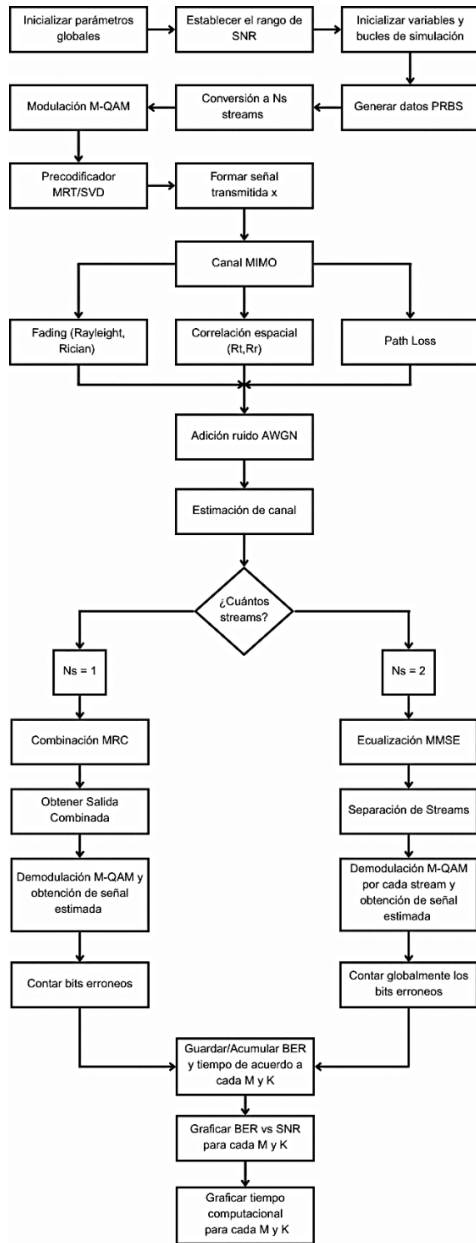 Inicializar parámetros
globales
Establecer el rango de
SNR
Inicializar variables y
bucles de simulación
Modulación M-QAM
Conversión a Ns
streams
Generar datos PRBS
Precodificador
MRT/SVD
Formar señal
transmitida x
Canal MIMO
Fading (Rayleight,
Rician)
Correlación espacial
(Rt,Rr)
Path Loss
Adición ruido AWGN
Estimación de canal
¿Cuántos
streams?
Ns = 1
Ns = 2
Combinación MRC
Ecualización MMSE
Obtener Salida
Combinada
Separación de Streams
Demodulación M-QAM y
obtención de señal
estimada
Demodulación M-QAM
por cada stream y
obtención de señal
estimada
Contar bits erroneos
Contar globalmente los
bits erroneos
Guardar/Acumular BER
y tiempo de acuerdo a
cada M y K
Graficar BER vs SNR
para cada M y K
Graficar tiempo
computacional
para cada M y K